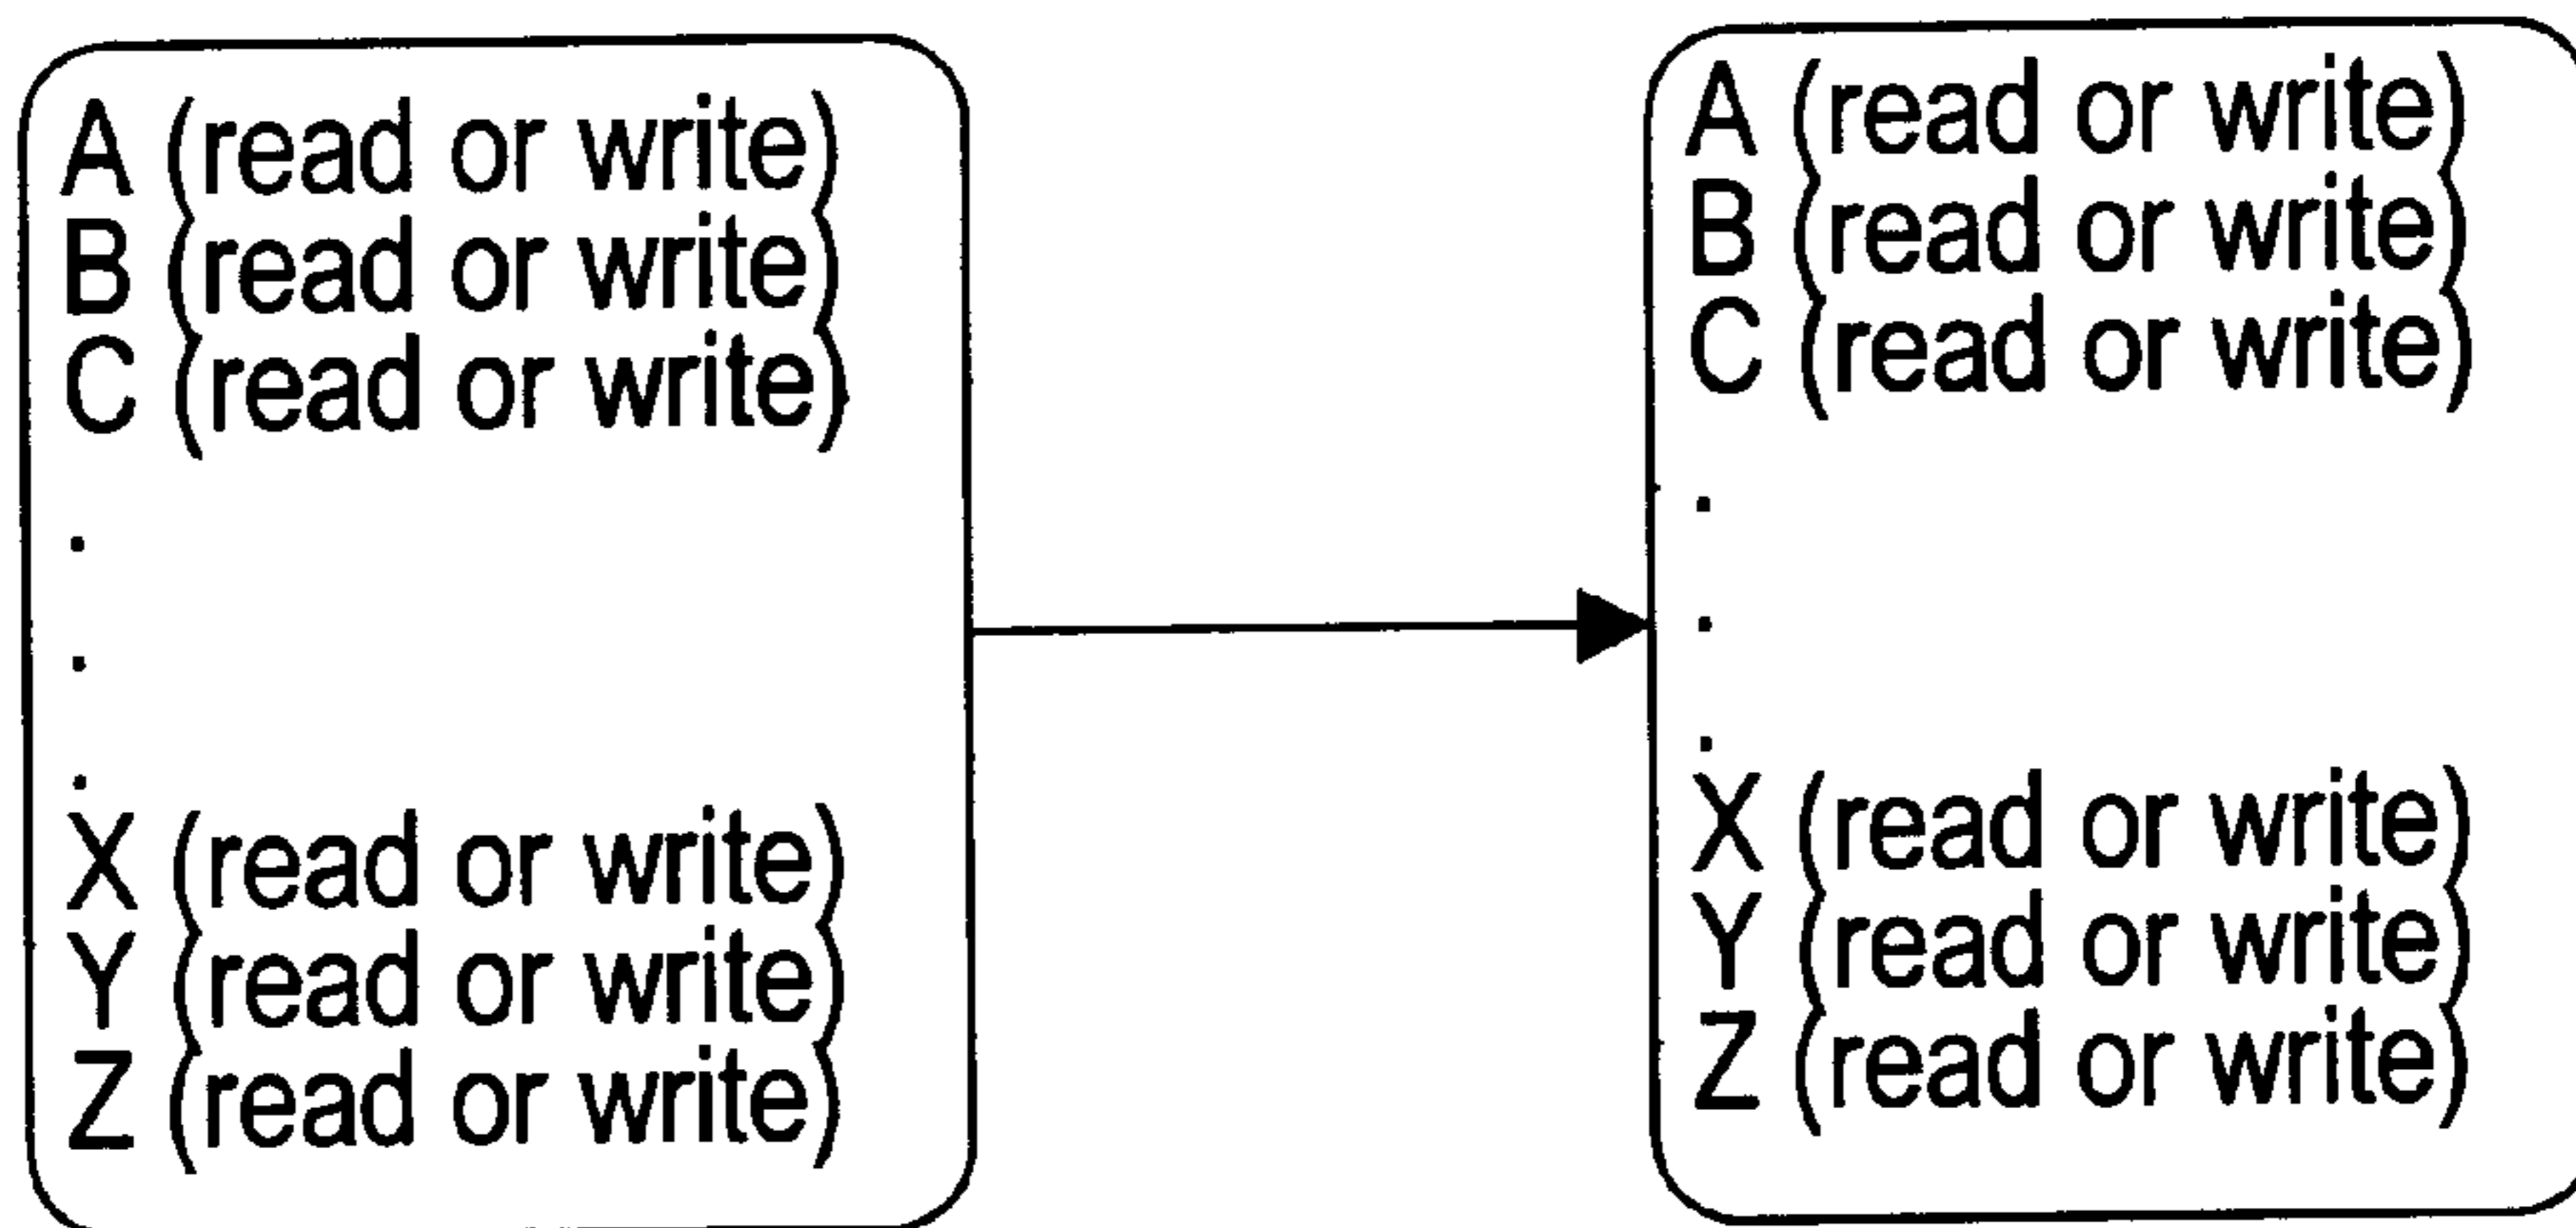 A (read or write)
B (read or write)
C (read or write)
.
.
.
X (read or write)
Y (read or write)
Z (read or write)
A (read or write)
B (read or write)
C (read or write)
.
.
.
X (read or write)
Y (read or write)
Z (read or write)